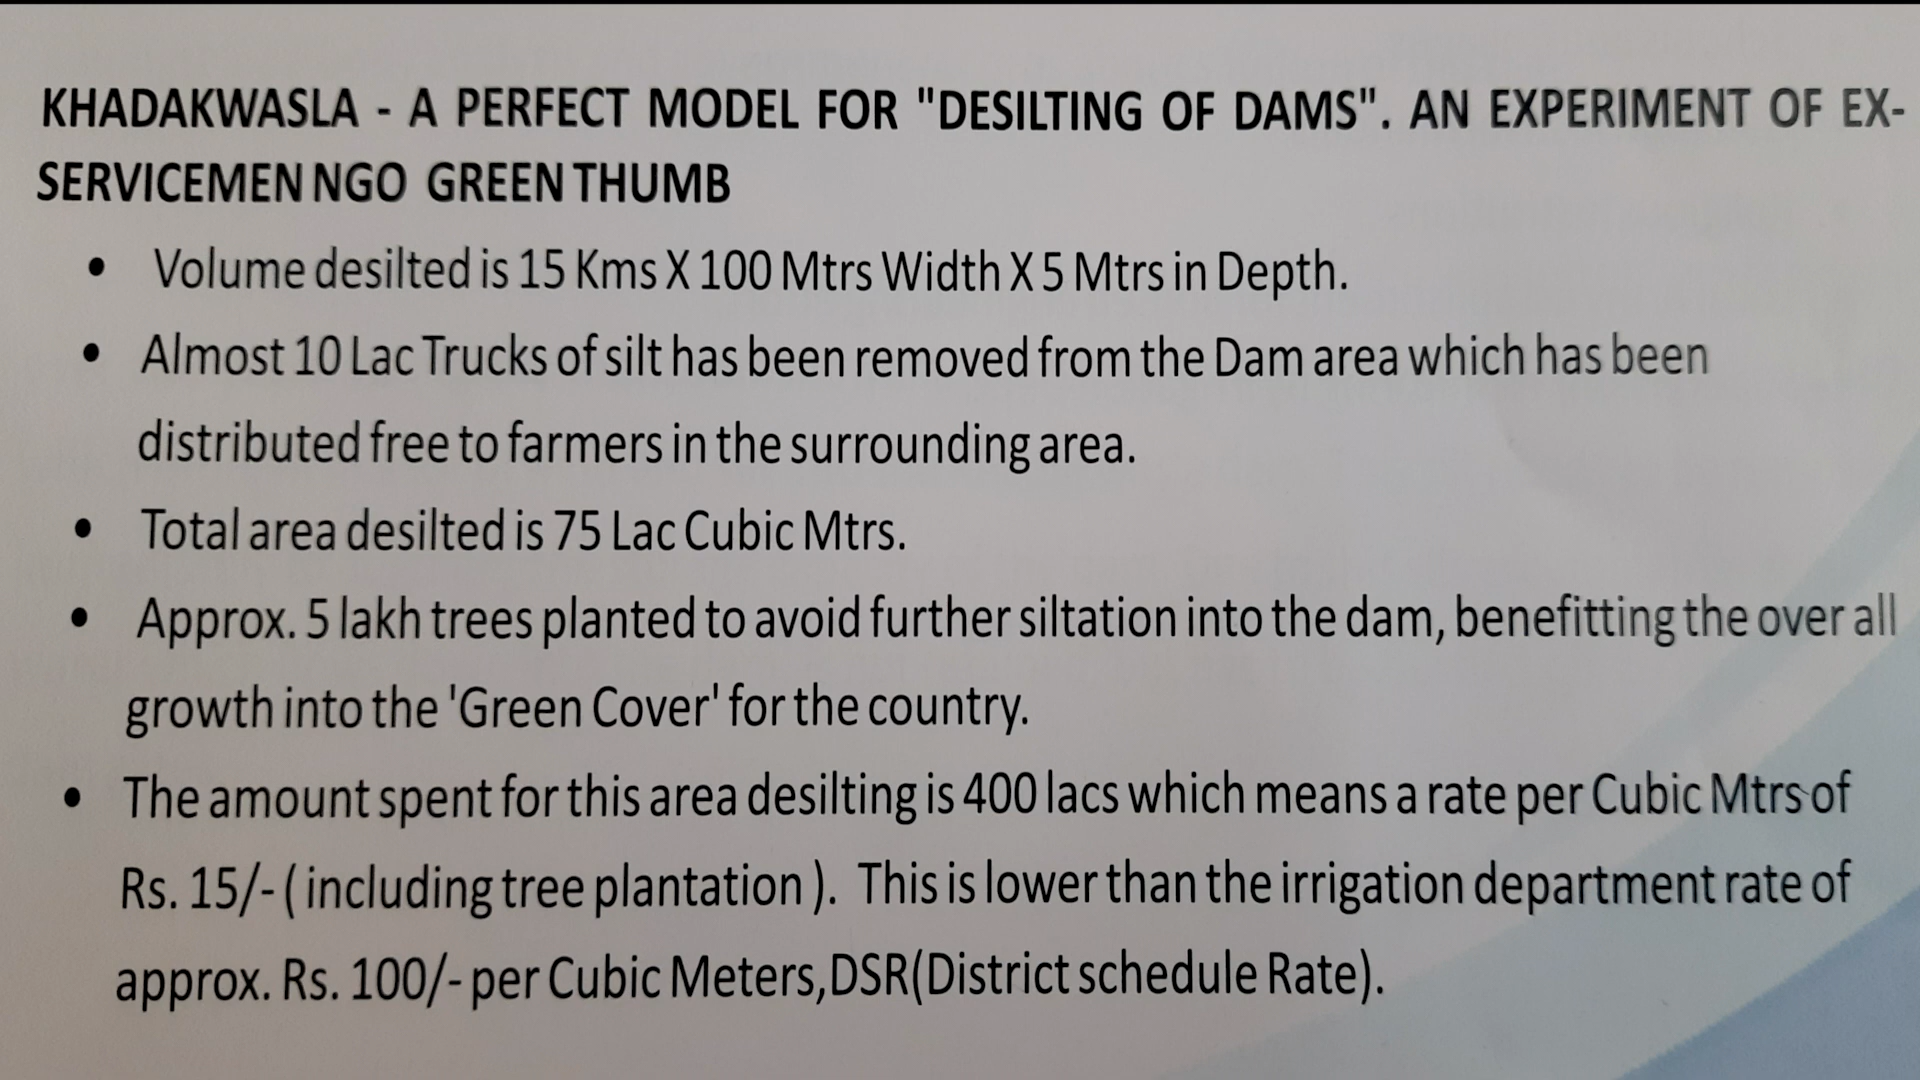 KHADAKWASLA - A PERFECT MODEL FOR "DESILTING OF DAMS". AN EXPERIMENT OF EX-
SERVICEMEN NGO GREEN THUMB
• Volume desilted is 15 Kms X 100 Mtrs Width X 5 Mtrs in Depth.
• Almost 10 Lac Trucks of silt has been removed from the Dam area which has been
distributed free to farmers in the surrounding area.
• Total area desilted is 75 Lac Cubic Mtrs.
• Approx. 5 lakh trees planted to avoid further siltation into the dam, benefitting the over all
growth into the 'Green Cover' for the country.
• The amount spent for this area desilting is 400 lacs which means a rate per Cubic Mtrs of
Rs. 15/- ( including tree plantation ). This is lower than the irrigation department rate of
approx. Rs. 100/- per Cubic Meters,DSR(District schedule Rate).